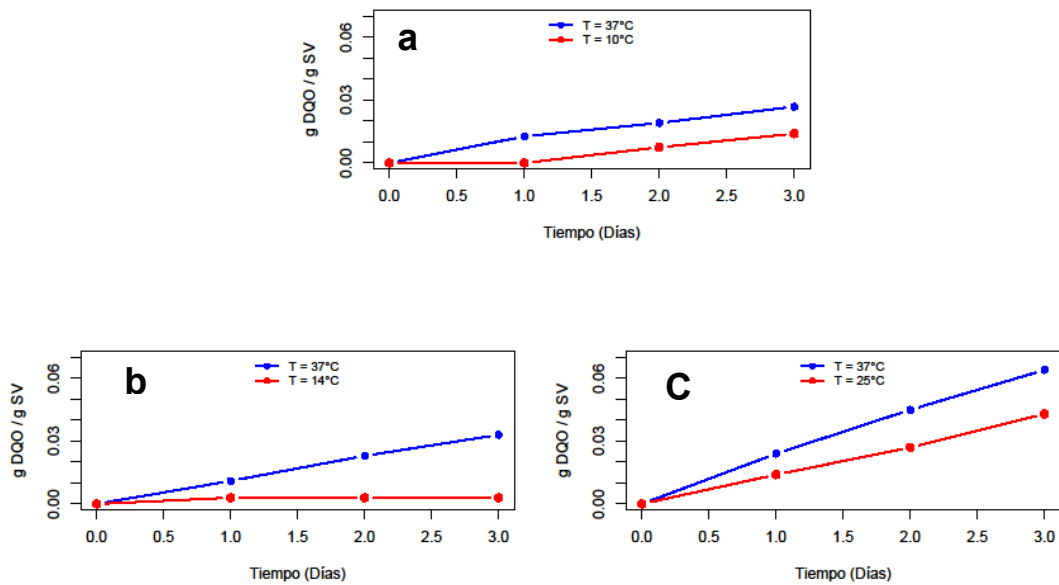 a
T = 37°C
T = 10°C
g DQO / g SV
0.00 0.03 0.06
0.0 0.5 1.0 1.5 2.0 2.5 3.0
Tiempo (Días)
b
T = 37°C
T = 14°C
g DQO / g SV
0.00 0.03 0.06
0.0 0.5 1.0 1.5 2.0 2.5 3.0
Tiempo (Días)
C
T = 37°C
T = 25°C
g DQO / g SV
0.00 0.03 0.06
0.0 0.5 1.0 1.5 2.0 2.5 3.0
Tiempo (Días)